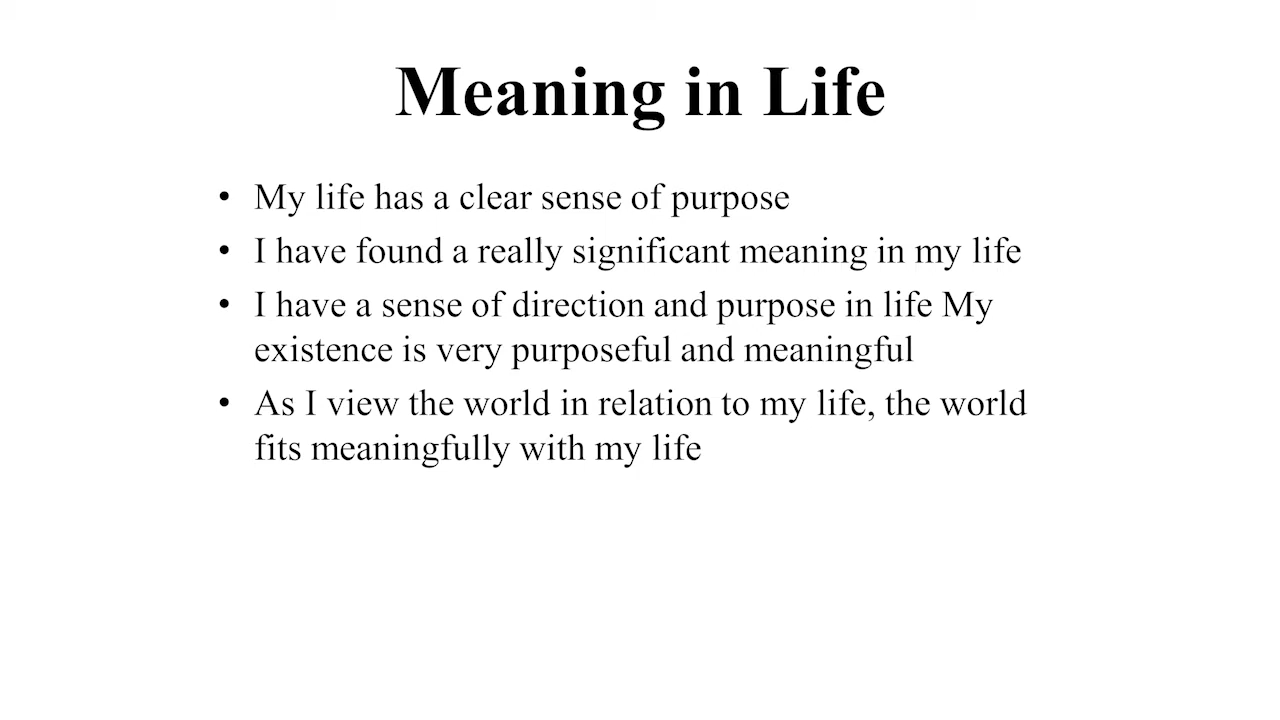 Meaning in Life
• My life has a clear sense of purpose
• I have found a really significant meaning in my life
• I have a sense of direction and purpose in life My
existence is very purposeful and meaningful
• As I view the world in relation to my life, the world
fits meaningfully with my life